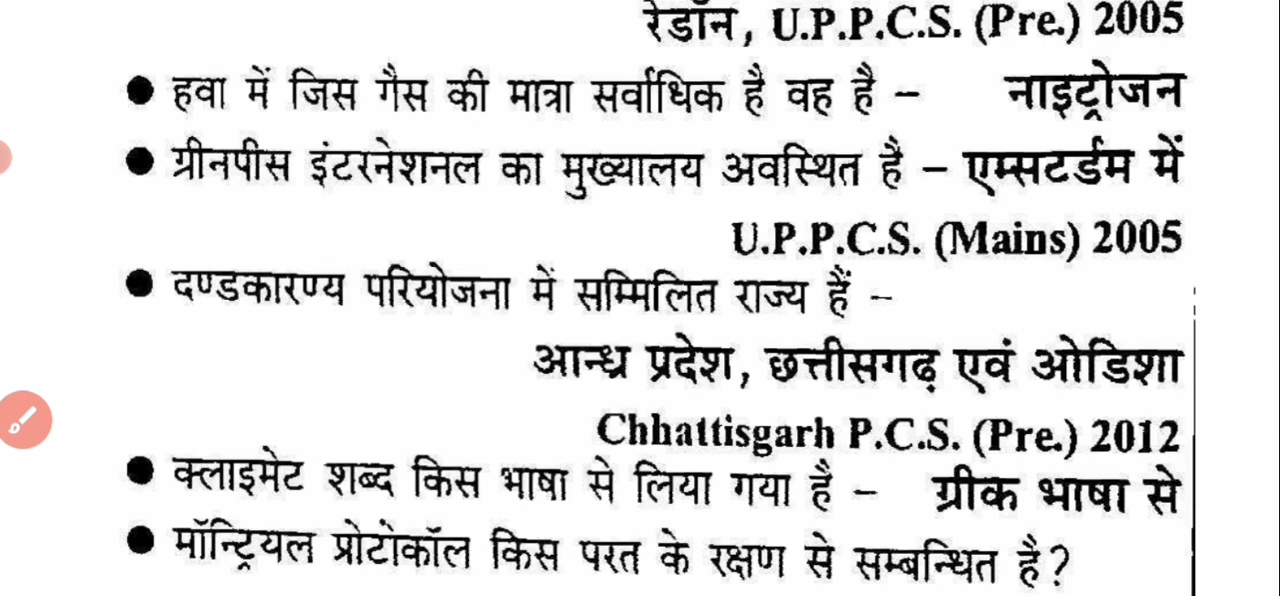 रेडॉन, U.P.P.C.S. (Pre.) 2005
● हवा में जिस गैस की मात्रा सर्वाधिक है वह है – नाइट्रोजन
● ग्रीनपीस इंटरनेशनल का मुख्यालय अवस्थित है – एम्सटर्डम में
U.P.P.C.S. (Mains) 2005
● दण्डकारण्य परियोजना में सम्मिलित राज्य हैं –
आन्ध्र प्रदेश, छत्तीसगढ़ एवं ओडिशा
Chhattisgarh P.C.S. (Pre.) 2012
● क्लाइमेट शब्द किस भाषा से लिया गया है – ग्रीक भाषा से
● मॉन्ट्रियल प्रोटोकॉल किस परत के रक्षण से सम्बन्धित है?